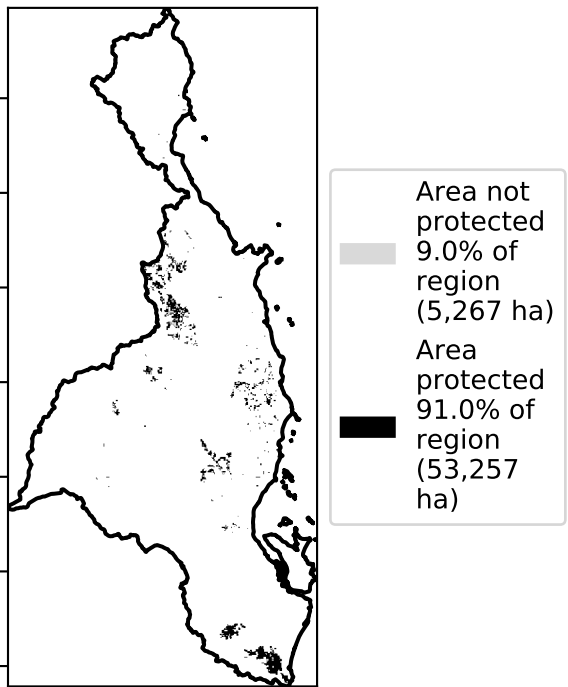 Area not
protected
9.0% of
region
(5,267 ha)
Area
protected
91.0% of
region
(53,257
ha)